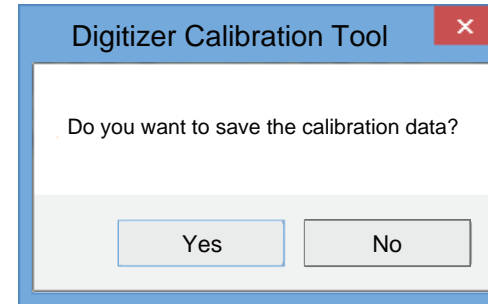 Digitizer Calibration Tool
Do you want to save the calibration data?
Yes
No